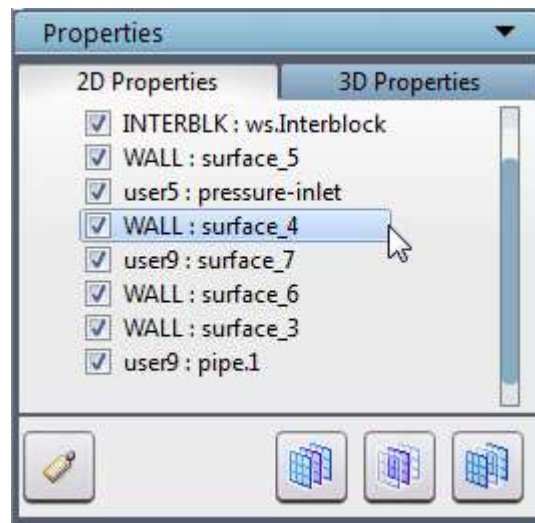 Properties
2D Properties 3D Properties
INTERBLK : ws.Interblock
WALL : surface_5
user5 : pressure-inlet
WALL : surface_4
user9 : surface_7
WALL : surface_6
WALL : surface_3
user9 : pipe.1